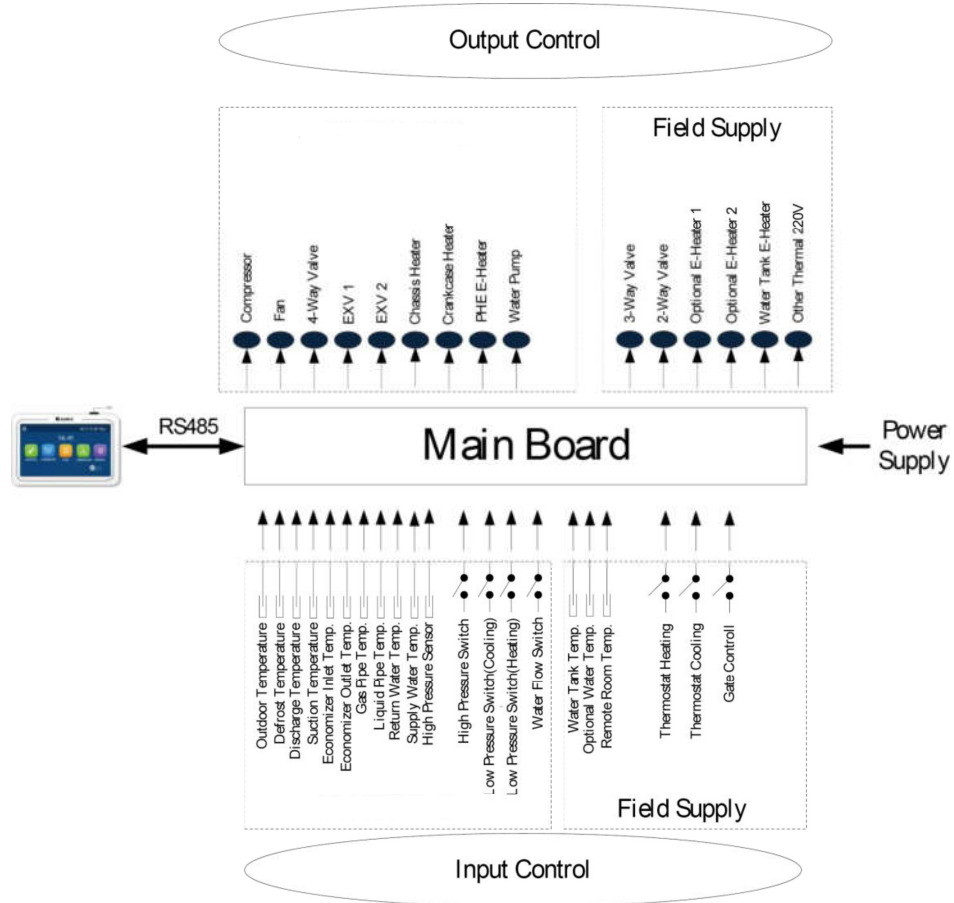 Output Control
Field Supply
Compressor
Fan
4-Way Valve
EXV 1
EXV 2
Chassis Heater
Crankcase Heater
PHE E-Heater
Water Pump
3-Way Valve
2-Way Valve
Optional E-Heater 1
Optional E-Heater 2
Water Tank E-Heater
Other Thermal 220V
RS485
Main Board
Power
Supply
Outdoor Temperature
Defrost Temperature
Discharge Temperature
Suction Temperature
Economizer Inlet Temp.
Economizer Outlet Temp.
Gas Pipe Temp.
Liquid Pipe Temp.
Return Water Temp.
Supply Water Temp.
High Pressure Sensor
High Pressure Switch
Low Pressure Switch(Cooling)
Low Pressure Switch(Heating)
Water Flow Switch
Water Tank Temp.
Optional Water Temp.
Remote Room Temp.
Thermostat Heating
Thermostat Cooling
Gate Controll
Field Supply
Input Control